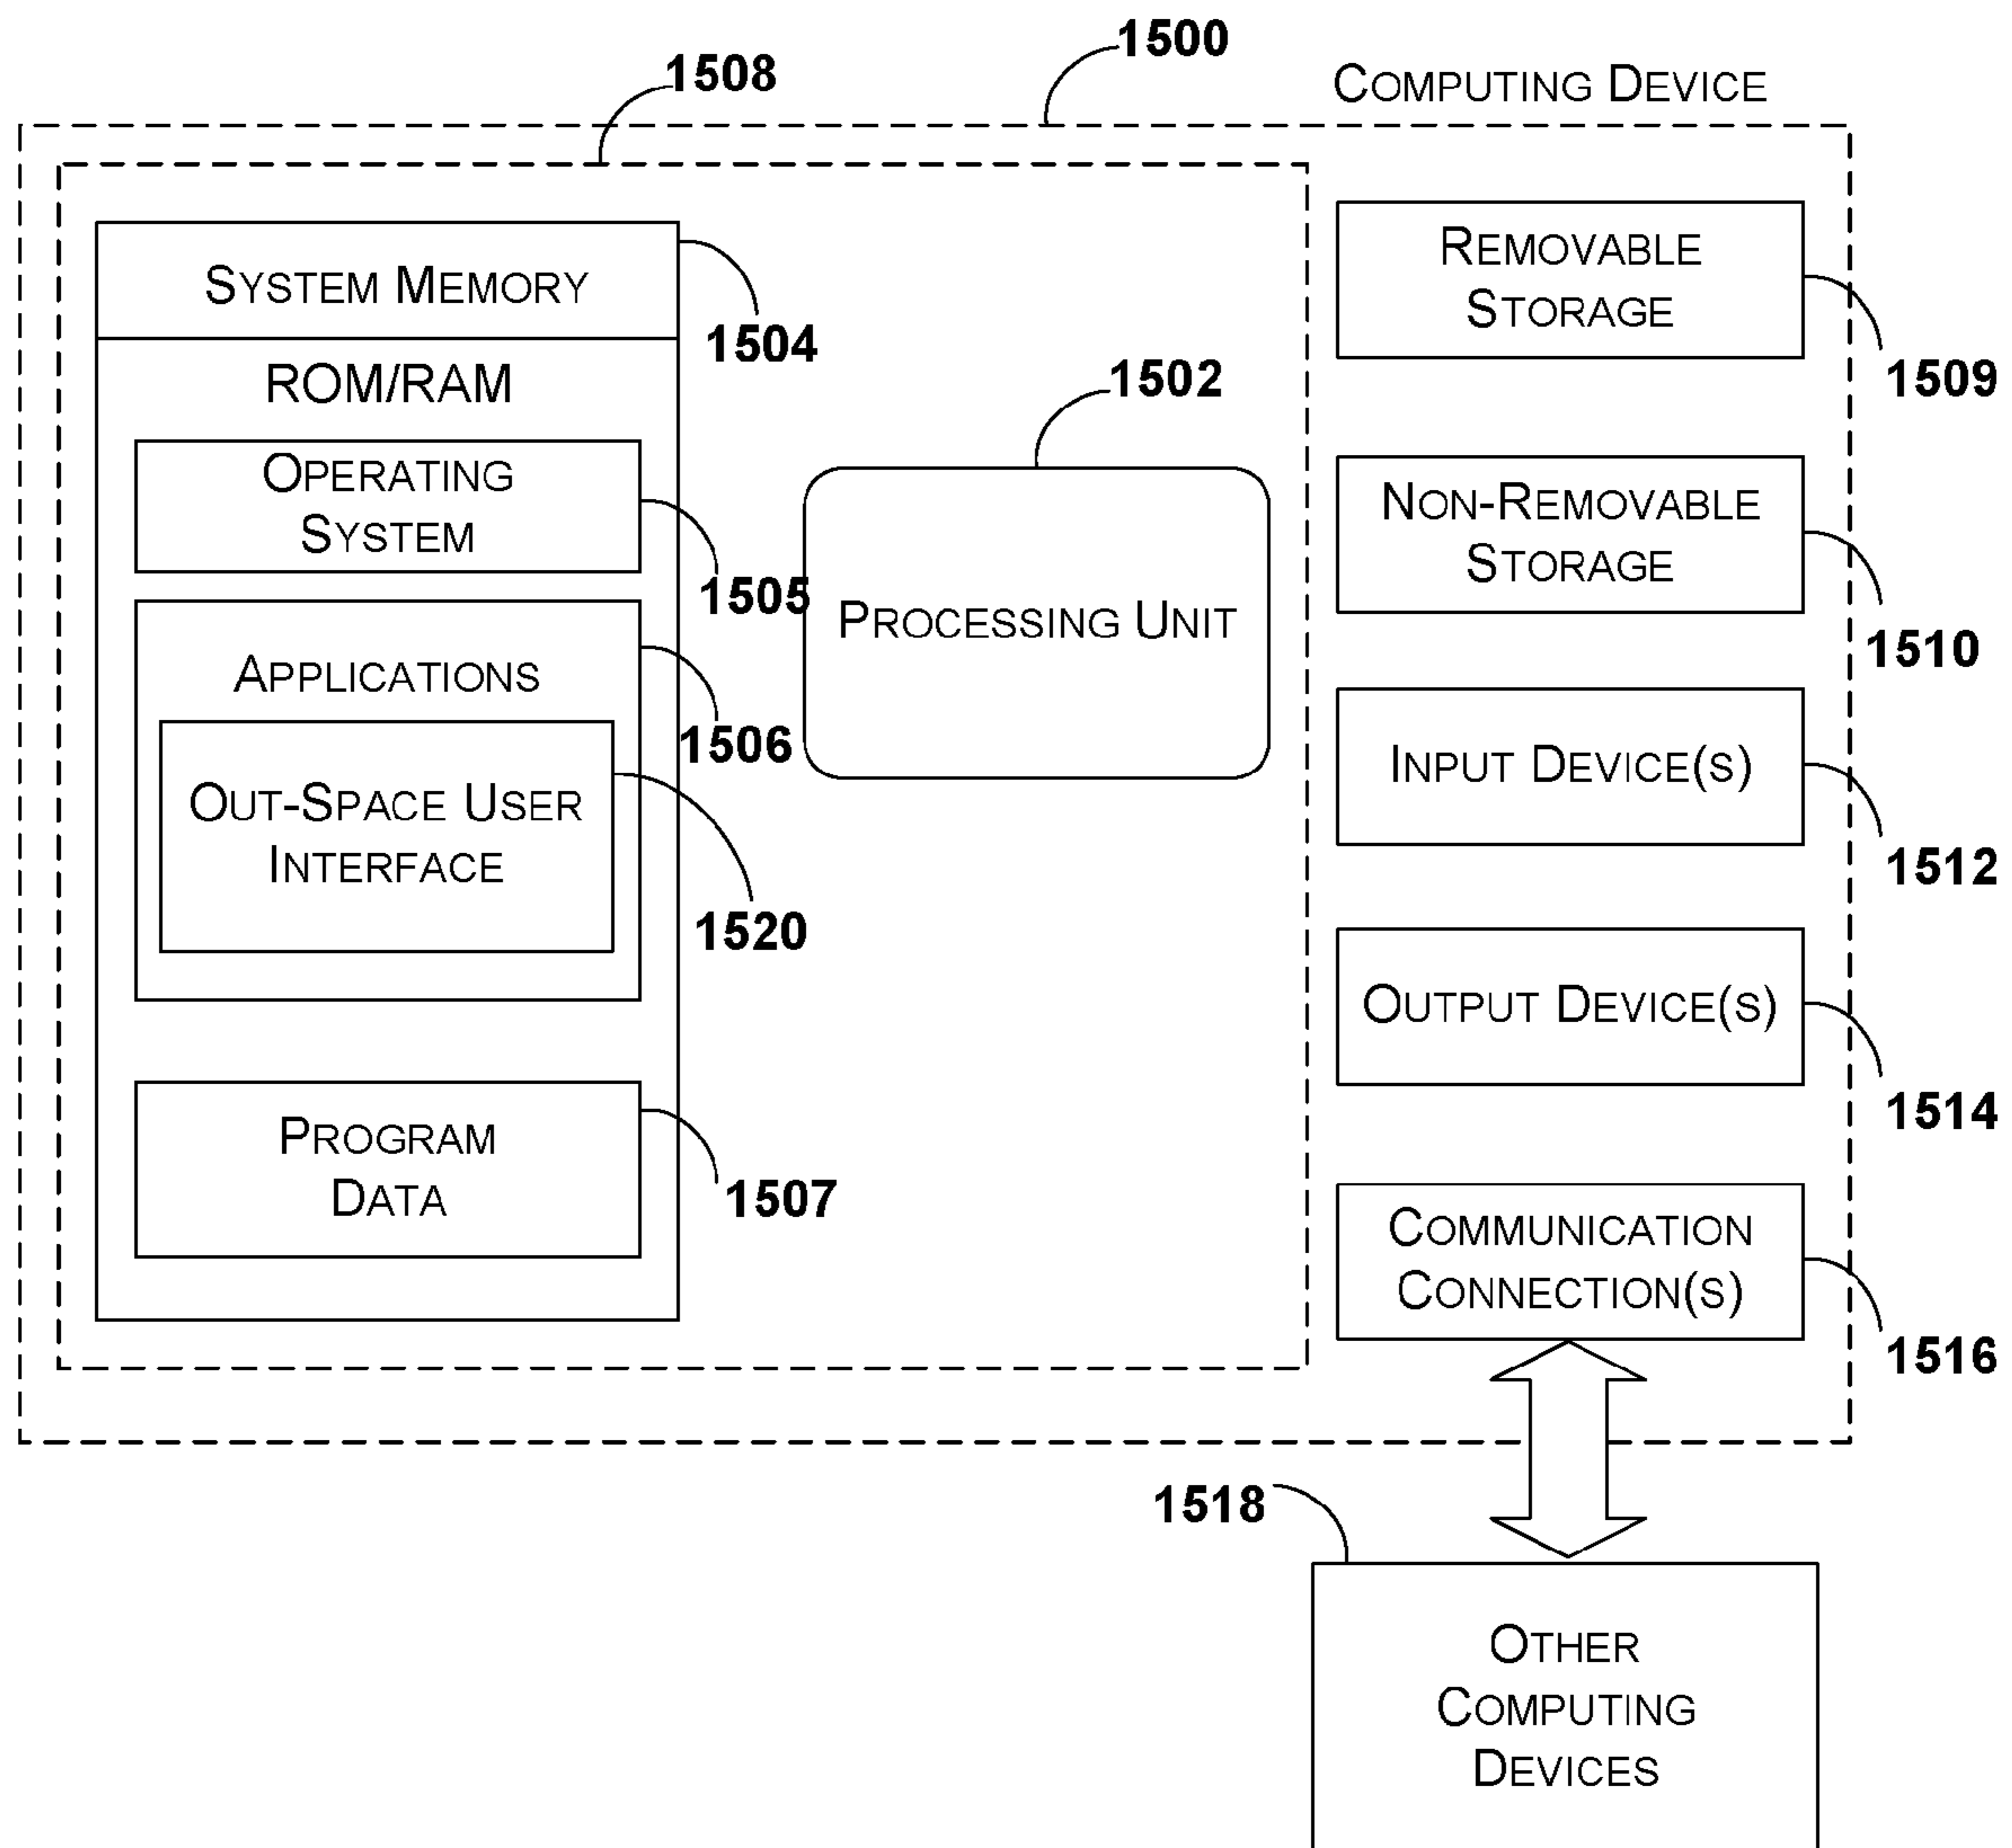 1500
1508
COMPUTING DEVICE
SYSTEM MEMORY
1504
ROM/RAM
OPERATING
SYSTEM
1505
APPLICATIONS
1506
OUT-SPACE USER
INTERFACE
1520
PROGRAM
DATA
1507
1502
PROCESSING UNIT
REMOVABLE
STORAGE
1509
NON-REMOVABLE
STORAGE
1510
INPUT DEVICE(S)
1512
OUTPUT DEVICE(S)
1514
COMMUNICATION
CONNECTION(S)
1516
1518
OTHER
COMPUTING
DEVICES